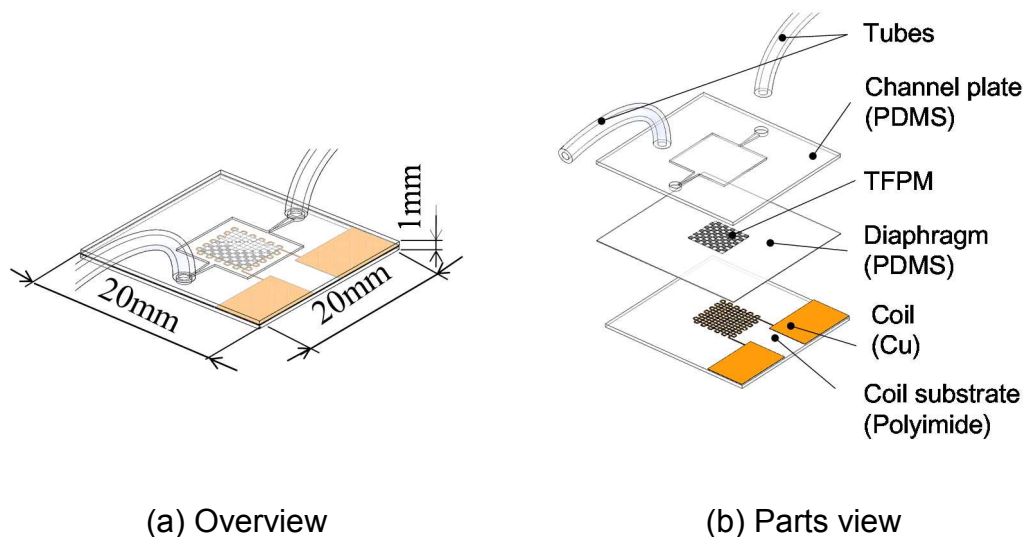 Tubes
Channel plate
(PDMS)
TFPM
Diaphragm
(PDMS)
Coil
(Cu)
Coil substrate
(Polyimide)
1mm
20mm
20mm
(a) Overview
(b) Parts view